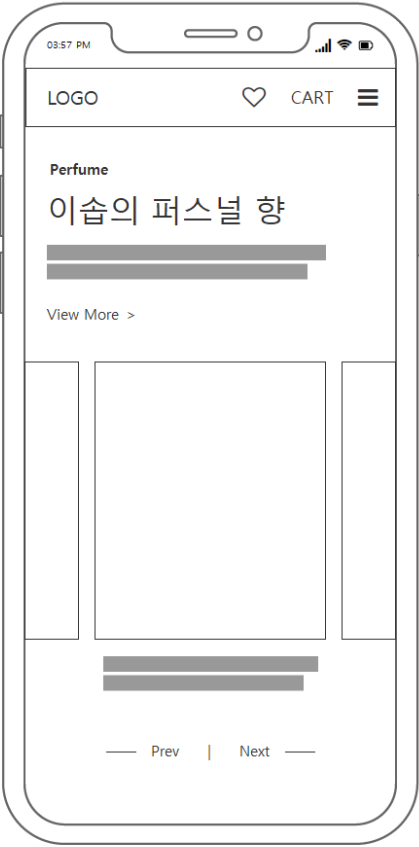 03:57 PM
LOGO CART
Perfume
이솝의 퍼스널 향
View More >
Prev | Next